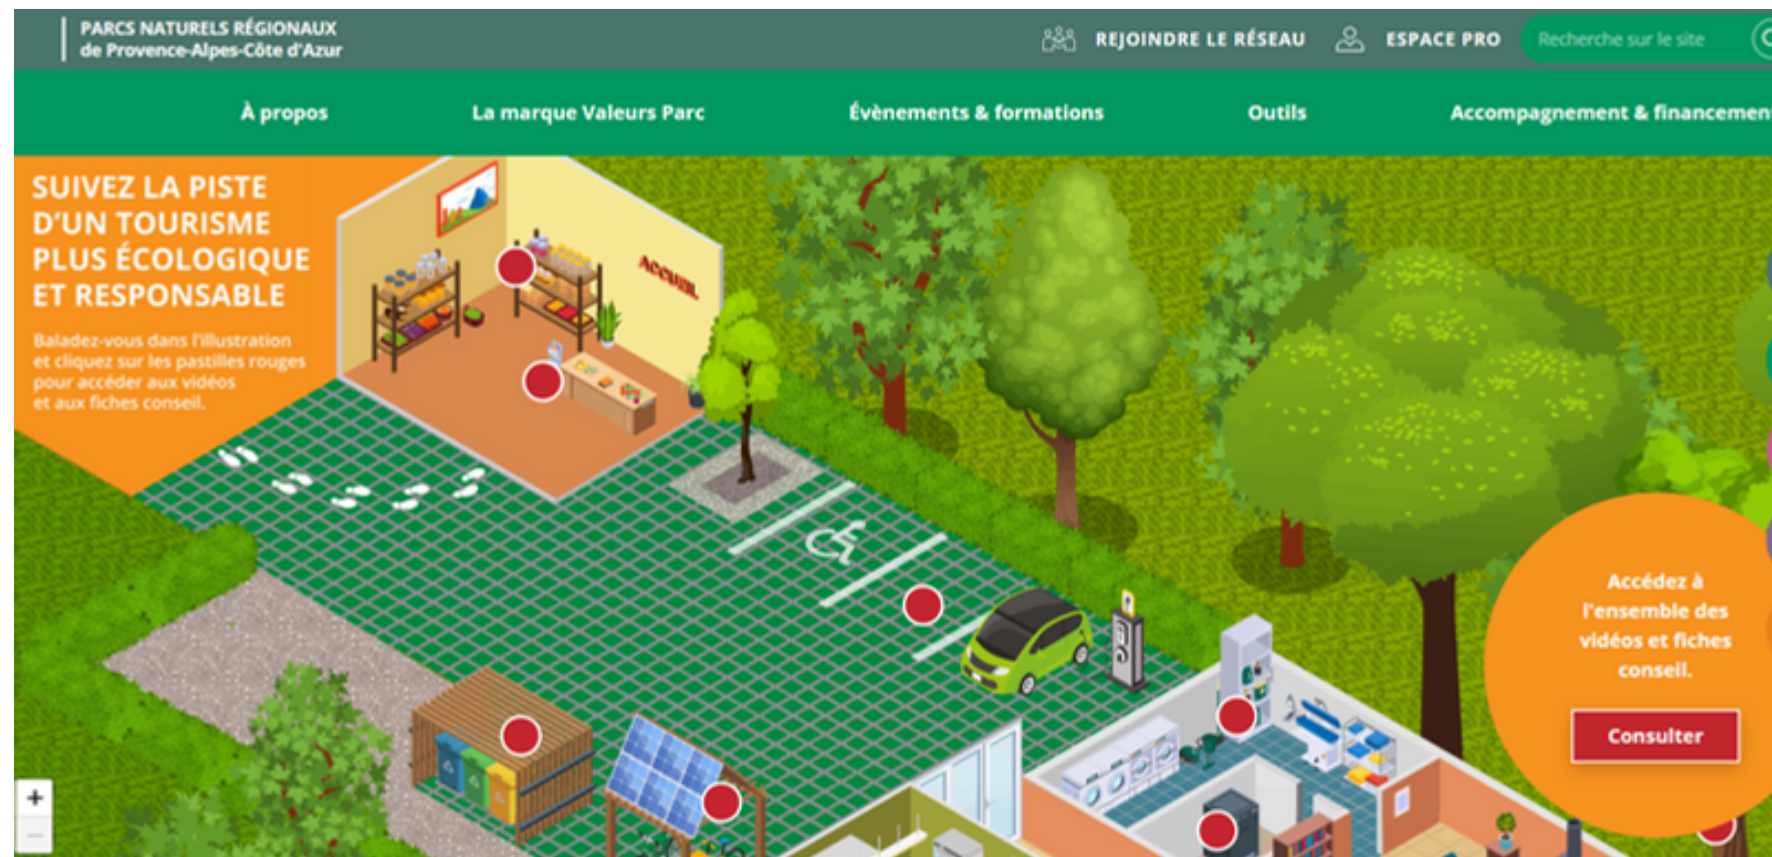 PARCS NATURELS RÉGIONAUX
de Provence-Alpes-Côte d'Azur
REJOINDRE LE RÉSEAU
ESPACE PRO
Recherche sur le site
À propos
La marque Valeurs Parc
Évènements & formations
Outils
Accompagnement & financement
SUIVEZ LA PISTE
D'UN TOURISME
PLUS ÉCOLOGIQUE
ET RESPONSABLE
Baladez-vous dans l'illustration
et cliquez sur les pastilles rouges
pour accéder aux vidéos
et aux fiches conseil.
ACCUEIL
Accédez à
l'ensemble des
vidéos et fiches
conseil.
Consulter
+
−